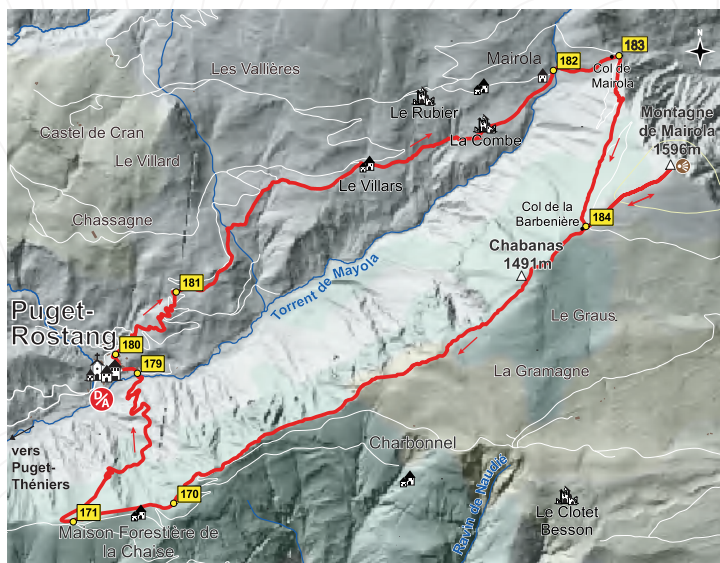 N
183
Mairola
182
Col de
Mairola
Les Vallières
Le Rubier
Montagne
de Mairola
1596m
Castel de Cran
La Combe
Le Villard
Le Villars
Chassagne
Col de la
Barbenière
184
Chabanas
1491m
181
Torrent de Mayola
Puget-
Rostang
Le Graus
180
179
La Gramagne
D/A
vers
Puget-
Théniers
Charbonnel
170
171
Maison Forestière de
la Chaise
Ravin de Naudié
Le Clotet
Besson